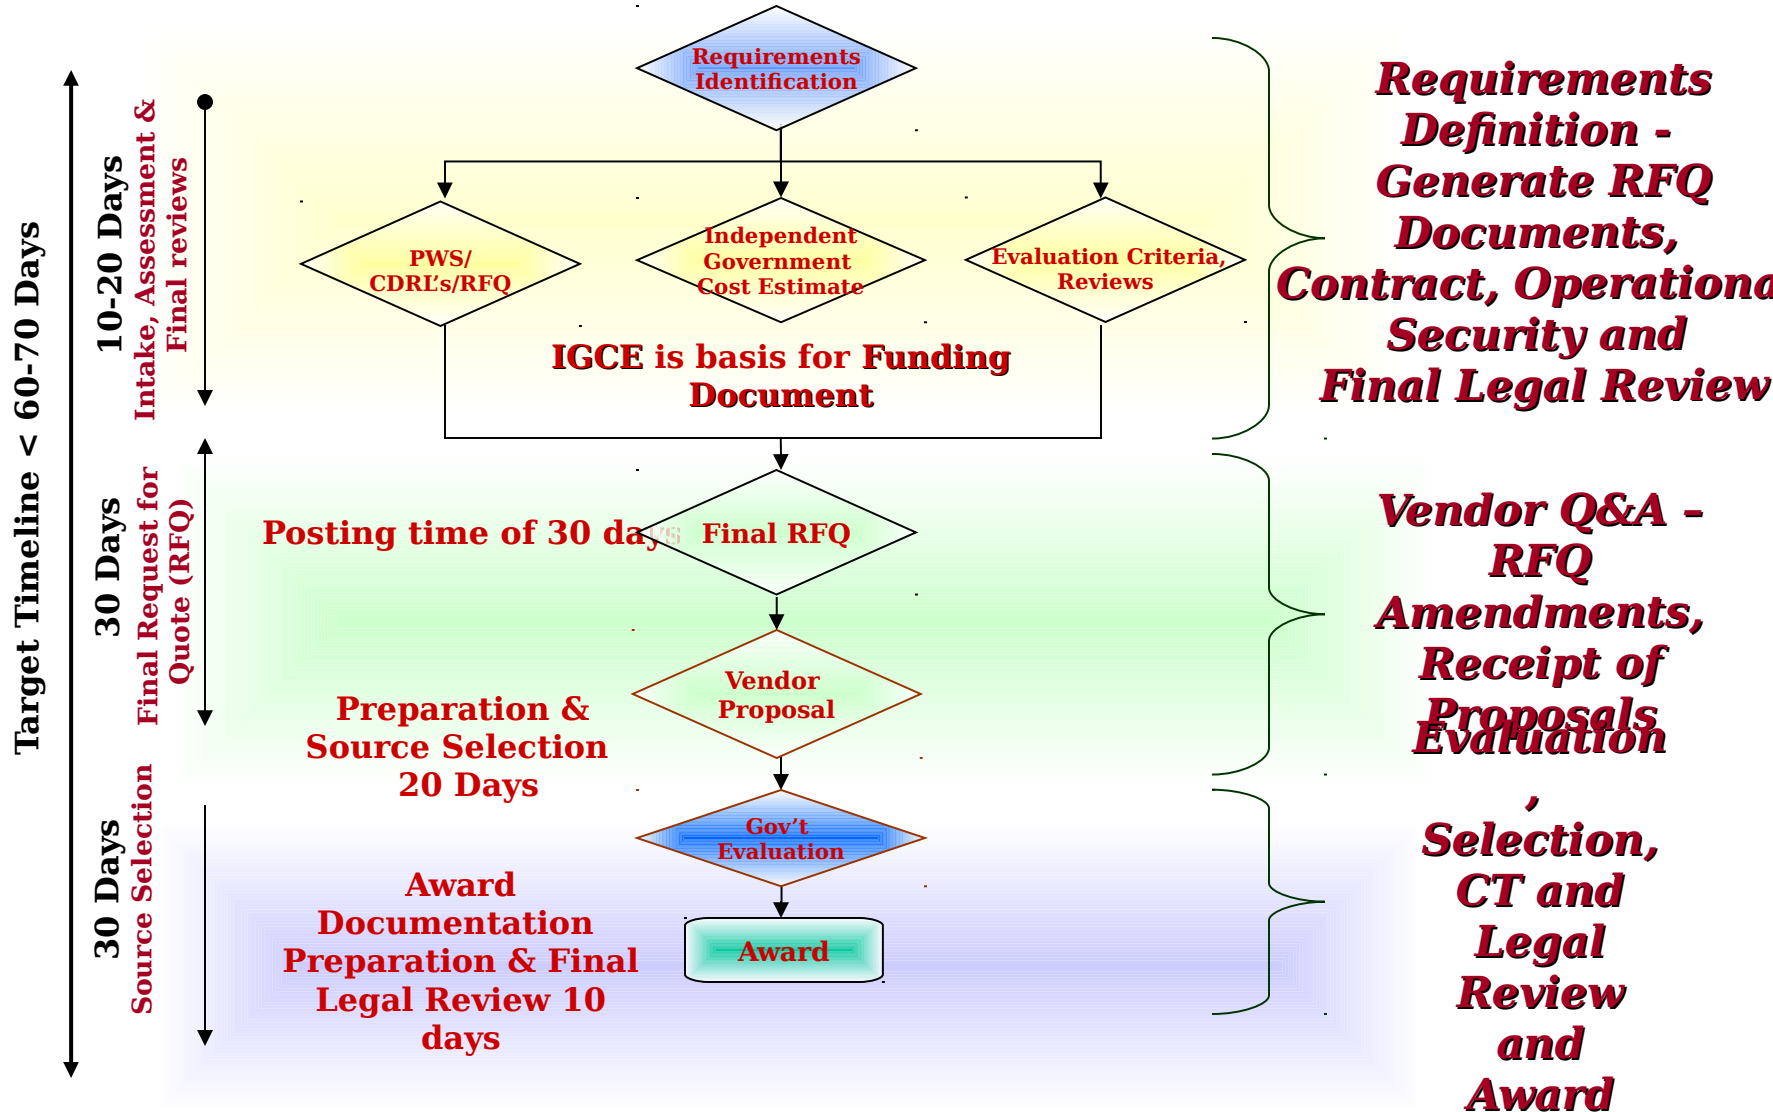 Target Timeline < 60-70 Days
10-20 Days
Intake, Assessment &
Final reviews
30 Days
Final Request for
Quote (RFQ)
30 Days
Source Selection
Requirements
Identification
PWS/
CDRL’s/RFQ
Independent
Government
Cost Estimate
Evaluation Criteria,
Reviews
IGCE is basis for Funding
Document
Posting time of 30 days
Final RFQ
Vendor
Proposal
Preparation &
Source Selection
20 Days
Gov’t
Evaluation
Award
Documentation
Preparation & Final
Legal Review 10
days
Award
Requirements
Definition -
Generate RFQ
Documents,
Contract, Operationa
Security and
Final Legal Review
Vendor Q&A –
RFQ
Amendments,
Receipt of
Proposals
Evaluation
,
Selection,
CT and
Legal
Review
and
Award